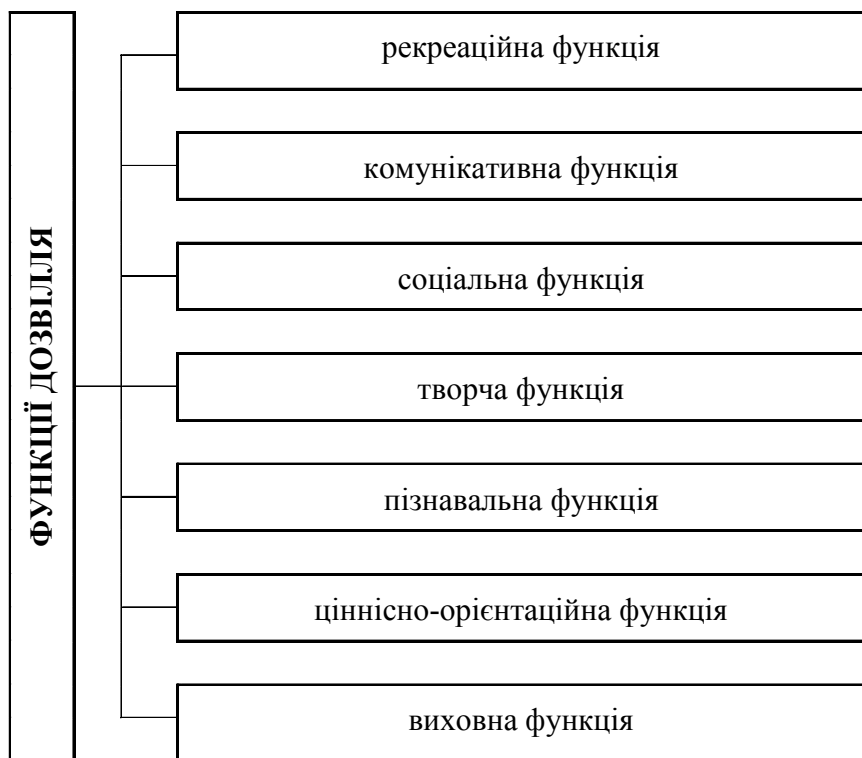 ФУНКЦІЇ ДОЗВІЛЛЯ
рекреаційна функція
комунікативна функція
соціальна функція
творча функція
пізнавальна функція
ціннісно-орієнтаційна функція
виховна функція